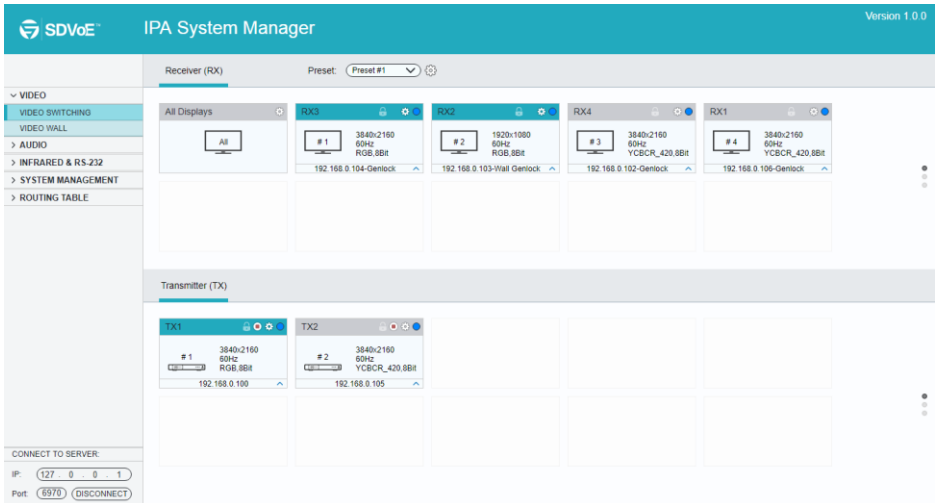 SDVoE™
IPA System Manager
Version 1.0.0
Receiver (RX)
Preset: Preset #1
VIDEO
VIDEO SWITCHING
VIDEO WALL
> AUDIO
> INFRARED & RS-232
> SYSTEM MANAGEMENT
> ROUTING TABLE
All Displays
All
RX3
# 1
3840x2160
60Hz
RGB,8Bit
192.168.0.104-Genlock
RX2
# 2
1920x1080
60Hz
RGB,8Bit
192.168.0.103-Wall Genlock
RX4
# 3
3840x2160
60Hz
YCBCR_420,8Bit
192.168.0.102-Genlock
RX1
# 4
3840x2160
60Hz
YCBCR_420,8Bit
192.168.0.106-Genlock
Transmitter (TX)
TX1
# 1
3840x2160
60Hz
RGB,8Bit
192.168.0.100
TX2
# 2
3840x2160
60Hz
YCBCR_420,8Bit
192.168.0.105
CONNECT TO SERVER:
IP: 127 . 0 . 0 . 1
Port: 6970 DISCONNECT